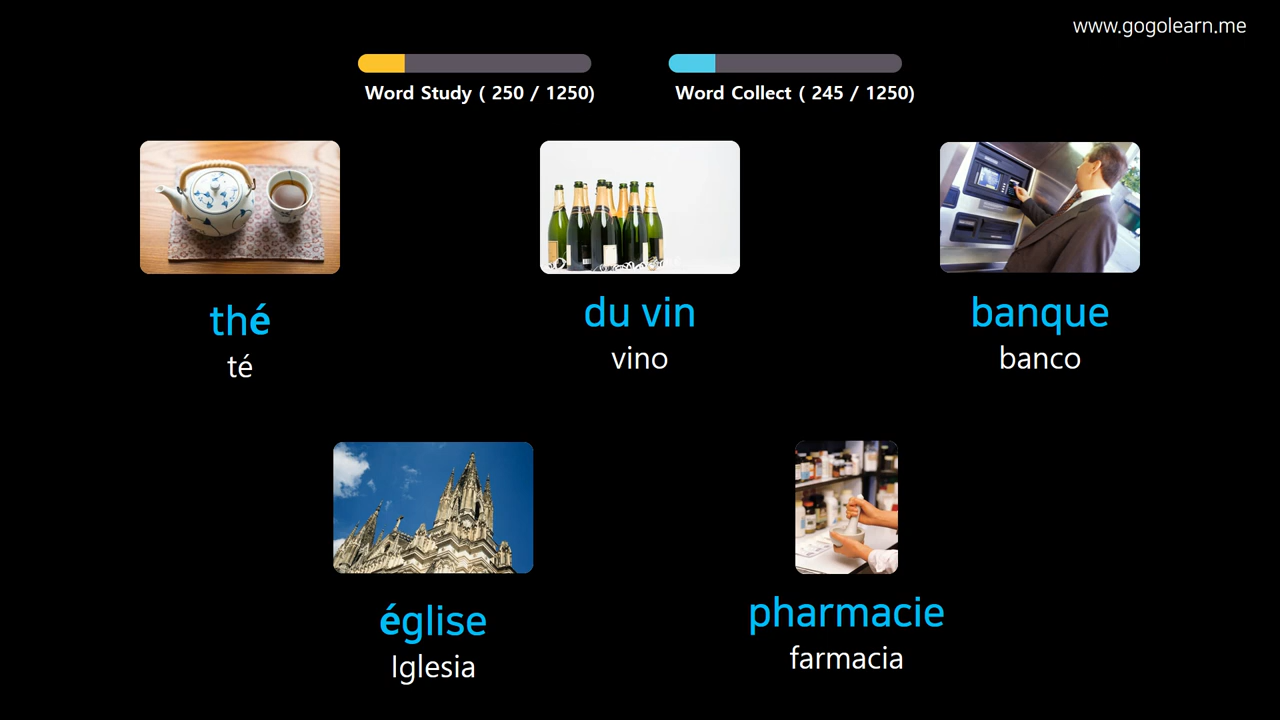 www.gogolearn.me
Word Study ( 250 / 1250)
Word Collect ( 245 / 1250)
thé
té
du vin
vino
banque
banco
église
Iglesia
pharmacie
farmacia